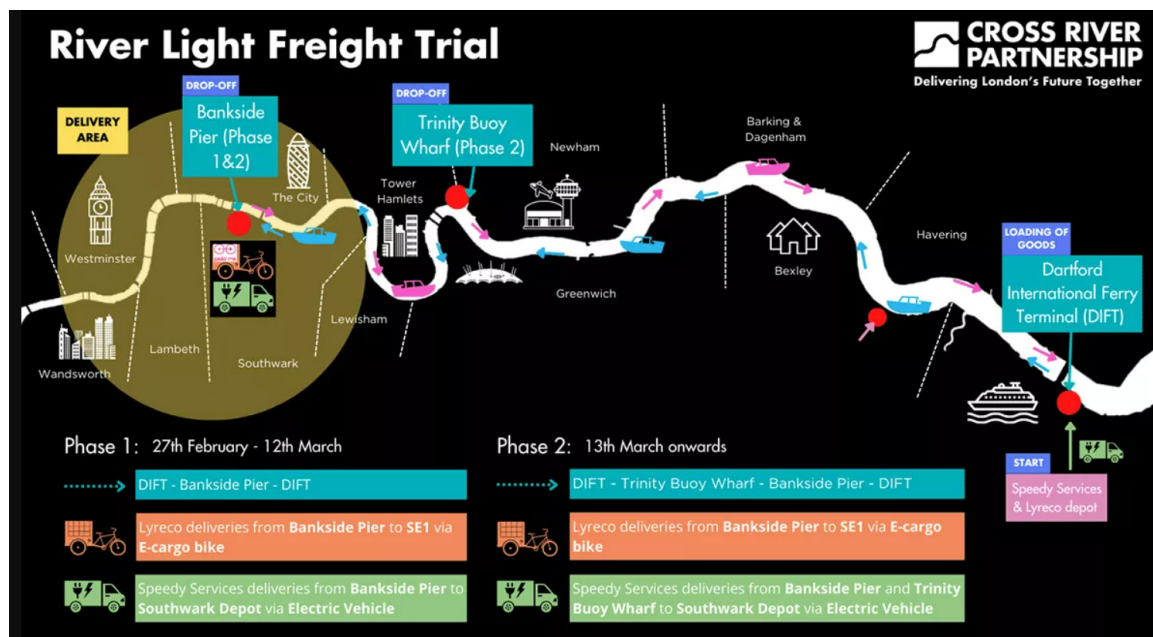 River Light Freight Trial
CROSS RIVER
PARTNERSHIP
Delivering London's Future Together
DELIVERY
AREA
DROP-OFF
Bankside
Pier (Phase
1&2)
DROP-OFF
Trinity Buoy
Wharf (Phase 2)
Newham
Barking &
Dagenham
The City
Tower
Hamlets
Westminster
Bexley
Havering
LOADING OF
GOODS
Dartford
International Ferry
Terminal (DIFT)
Greenwich
Lewisham
Lambeth
Southwark
Wandsworth
START
Speedy Services
& Lyreco depot
Phase 1: 27th February - 12th March
DIFT - Bankside Pier - DIFT
Lyreco deliveries from Bankside Pier to SE1 via
E-cargo bike
Speedy Services deliveries from Bankside Pier to
Southwark Depot via Electric Vehicle
Phase 2: 13th March onwards
DIFT - Trinity Buoy Wharf - Bankside Pier - DIFT
Lyreco deliveries from Bankside Pier to SE1 via E-cargo
bike
Speedy Services deliveries from Bankside Pier and Trinity
Buoy Wharf to Southwark Depot via Electric Vehicle